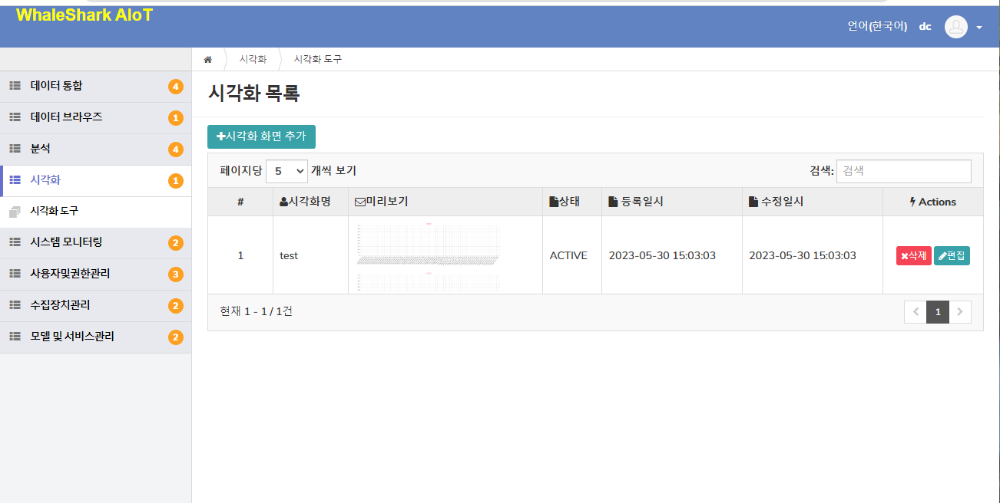 WhaleShark AIoT
언어(한국어) dc
시각화 시각화 도구
데이터 통합 4
데이터 브라우즈 1
분석 4
시각화 1
시각화 도구
시스템 모니터링 2
사용자및권한관리 3
수집장치관리 2
모델 및 서비스관리 2
시각화 목록
시각화 화면 추가
페이지당 5 개씩 보기 검색: 검색
# 시각화명 미리보기 상태 등록일시 수정일시 Actions
1 test ACTIVE 2023-05-30 15:03:03 2023-05-30 15:03:03 삭제 편집
현재 1 - 1 / 1건 1